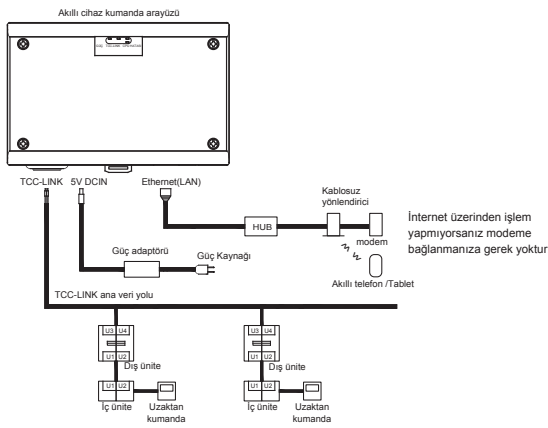 Akıllı cihaz kumanda arayüzü
TCC-LINK
5V DCIN
Ethernet(LAN)
Kablosuz
yönlendirici
HUB
modem
İnternet üzerinden işlem
yapmıyorsanız modeme
bağlanmanıza gerek yoktur
Güç adaptörü
Güç Kaynağı
Akıllı telefon /Tablet
TCC-LINK ana veri yolu
U3 U4
U1 U2
Dış ünite
U1 U2
İç ünite
Uzaktan
kumanda
U3 U4
U1 U2
Dış ünite
U1 U2
İç ünite
Uzaktan
kumanda